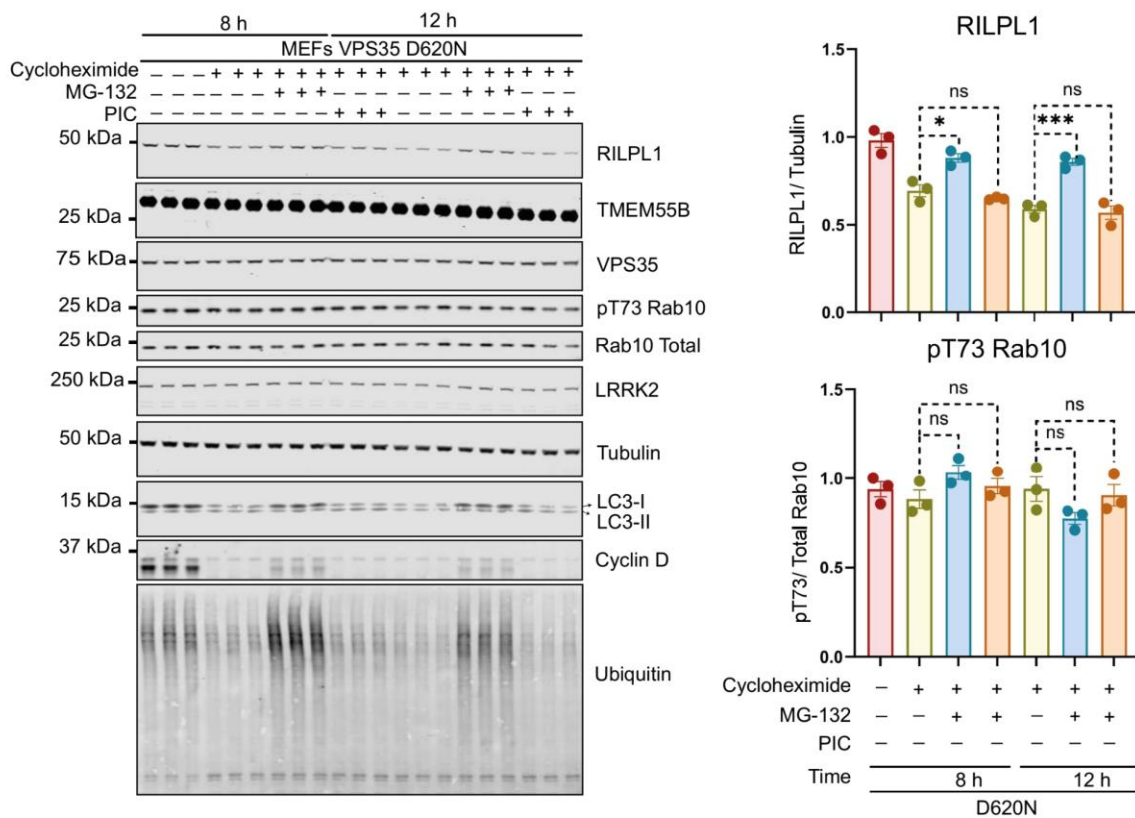 8 h 12 h
MEFs VPS35 D620N
Cycloheximide – – – + + + + + + + + + + + + + + + + + +
MG-132 – – – – – – + + + – – – – – – + + + – – –
PIC – – – – – – – – – + + + – – – – – – + + +
50 kDa RILPL1
25 kDa TMEM55B
75 kDa VPS35
25 kDa pT73 Rab10
25 kDa Rab10 Total
250 kDa LRRK2
50 kDa Tubulin
15 kDa LC3-I
LC3-II
37 kDa Cyclin D
Ubiquitin
RILPL1
RILPL1/ Tubulin
1.5
1.0
0.5
0.0
ns
*
ns
***
pT73 Rab10
pT73/ Total Rab10
1.5
1.0
0.5
0.0
ns
ns
ns
ns
Cycloheximide – + + + + + +
MG-132 – – + + – + +
PIC – – – – – – –
Time 8 h 12 h
D620N